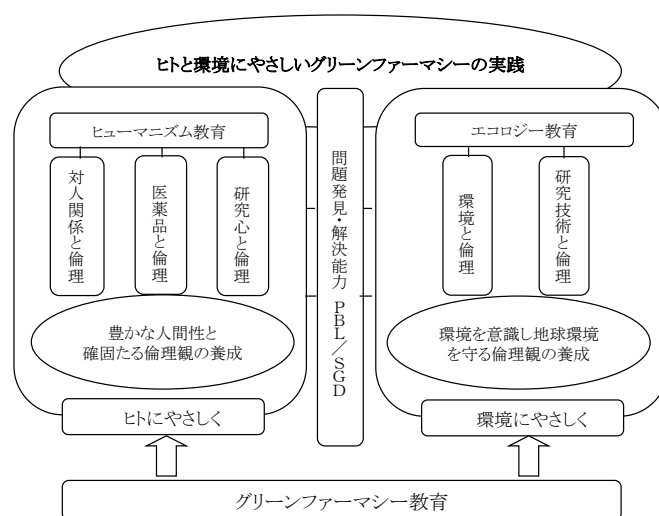 ヒトと環境にやさしいグリーンファーマシーの実践
ヒューマニズム教育
対人関係と倫理
医薬品と倫理
研究心と倫理
豊かな人間性と
確固たる倫理観の養成
ヒトにやさしく
問題発見・解決能力 PBL/SGD
エコロジー教育
環境と倫理
研究技術と倫理
環境を意識し地球環境
を守る倫理観の養成
環境にやさしく
グリーンファーマシー教育